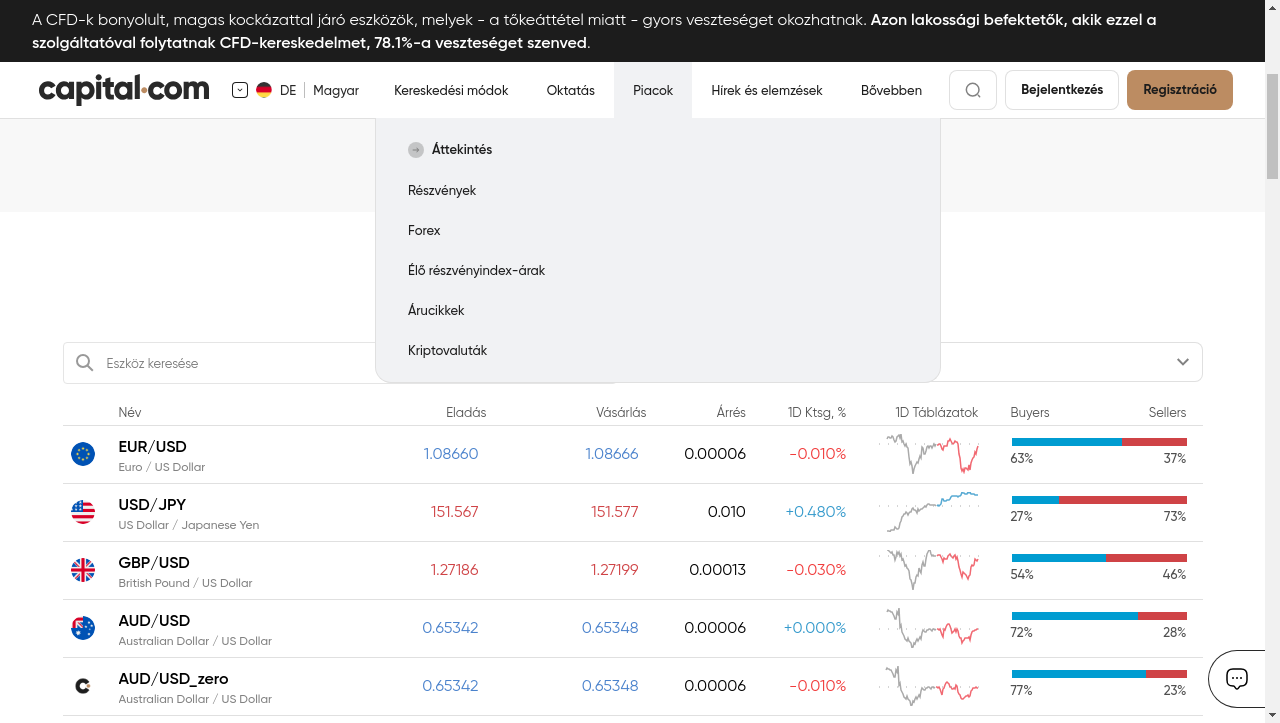 A CFD-k bonyolult, magas kockázattal járó eszközök, melyek - a tőkeáttétel miatt - gyors veszteséget okozhatnak. Azon lakossági befektetők, akik ezzel a
szolgáltatóval folytatnak CFD-kereskedelmet, 78.1%-a veszteséget szenved.
capital.com DE Magyar Kereskedési módok Oktatás Piacok Hírek és elemzések Bővebben Bejelentkezés Regisztráció
Áttekintés
Részvények
Forex
Élő részvényindex-árak
Árucikkek
Kriptovaluták
Eszköz keresése
Név Eladás Vásárlás Árrés 1D Ktsg, % 1D Táblázatok Buyers Sellers
EUR/USD 1.08660 1.08666 0.00006 -0.010%
Euro / US Dollar 63% 37%
USD/JPY 151.567 151.577 0.010 +0.480%
US Dollar / Japanese Yen 27% 73%
GBP/USD 1.27186 1.27199 0.00013 -0.030%
British Pound / US Dollar 54% 46%
AUD/USD 0.65342 0.65348 0.00006 +0.000%
Australian Dollar / US Dollar 72% 28%
AUD/USD_zero 0.65342 0.65348 0.00006 -0.010%
Australian Dollar / US Dollar 77% 23%